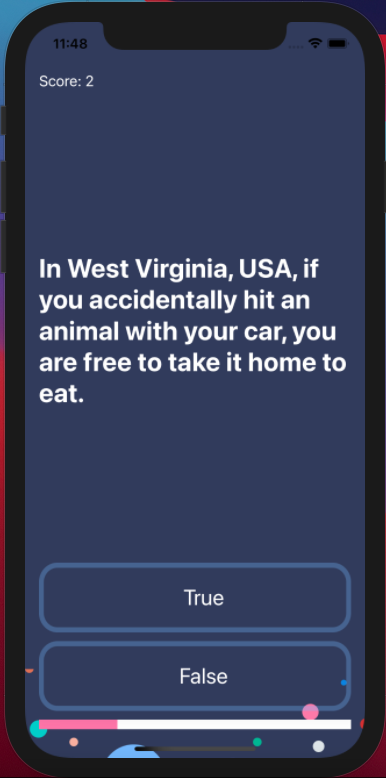 11:48
Score: 2
In West Virginia, USA, if
you accidentally hit an
animal with your car, you
are free to take it home to
eat.
True
False